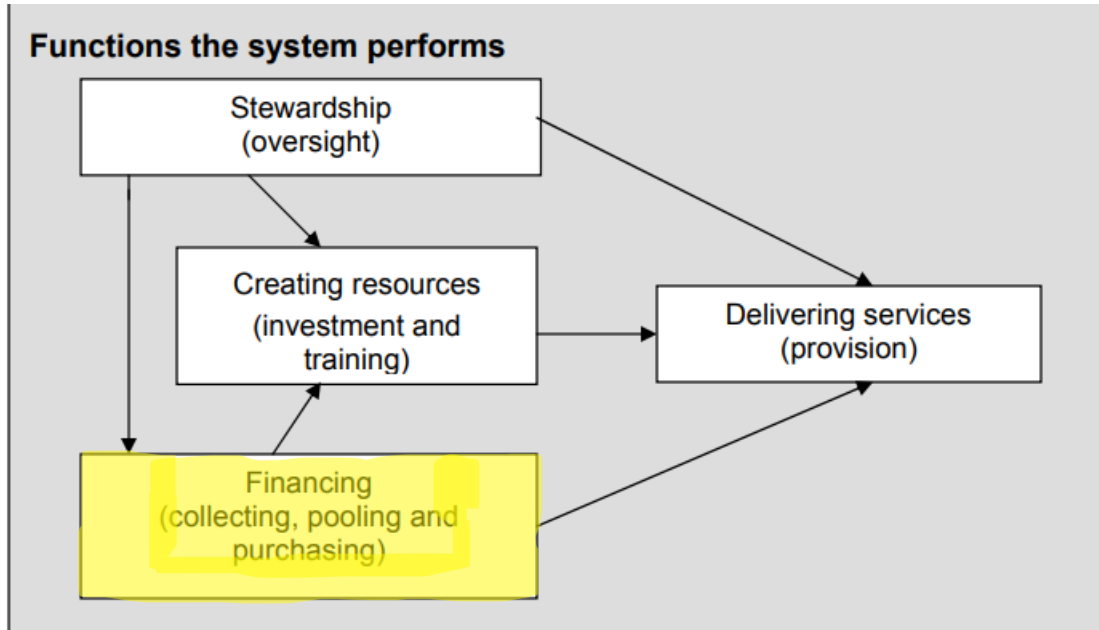 Functions the system performs
Stewardship
(oversight)
Creating resources
(investment and
training)
Delivering services
(provision)
Financing
(collecting, pooling and
purchasing)